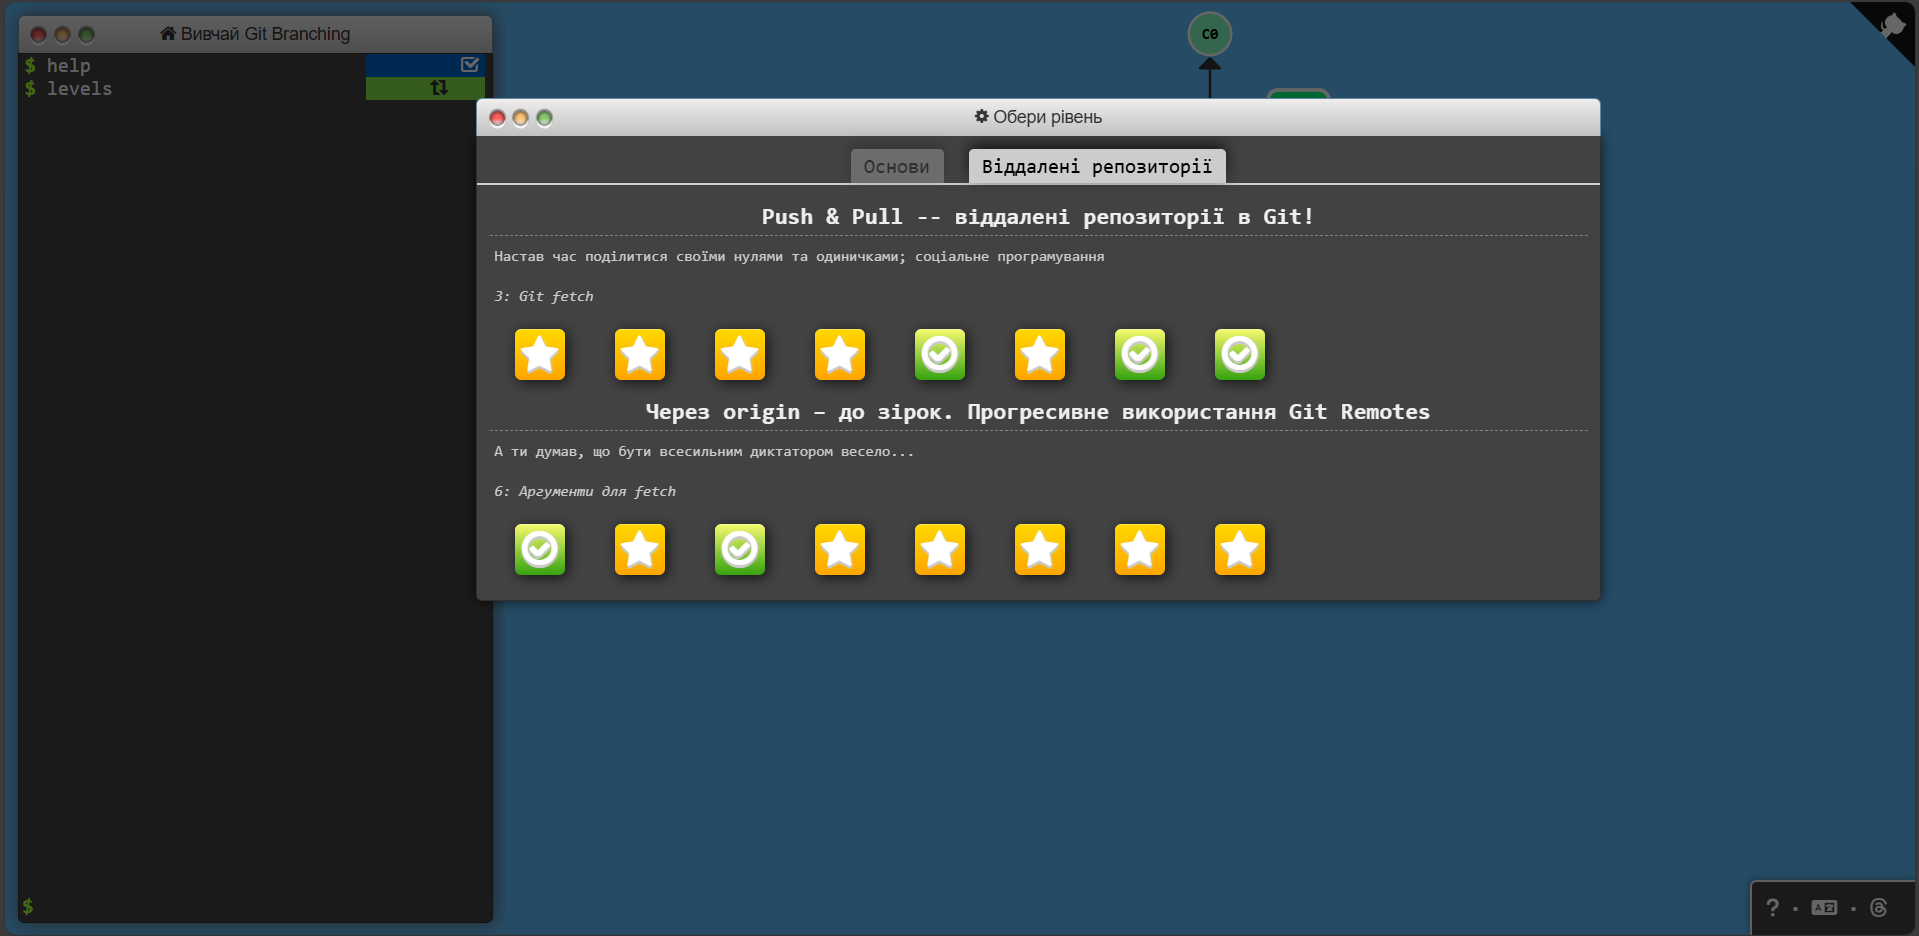 Вивчай Git Branching
$ help
$ levels
C0
Обери рівень
Основи
Віддалені репозиторії
Push & Pull -- віддалені репозиторії в Git!
Настав час поділитися своїми нулями та одиничками; соціальне програмування
3: Git fetch
Через origin – до зірок. Прогресивне використання Git Remotes
А ти думав, що бути всесильним диктатором весело...
6: Аргументи для fetch
$